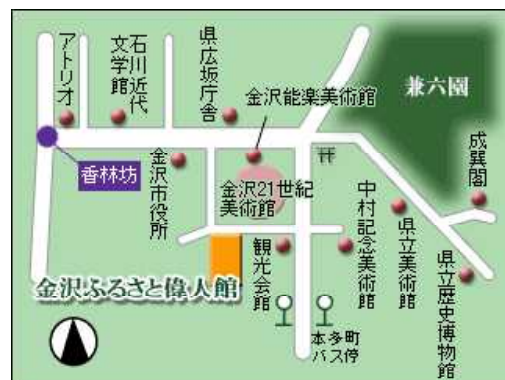 アトリオ
石川近代
文学館
県広坂庁舎
金沢能楽美術館
兼六園
成巽閣
香林坊
金沢市役所
金沢21世紀
美術館
中村記念美術館
県立美術館
県立歴史博物館
観光会館
金沢ふるさと偉人館
本多町
バス停